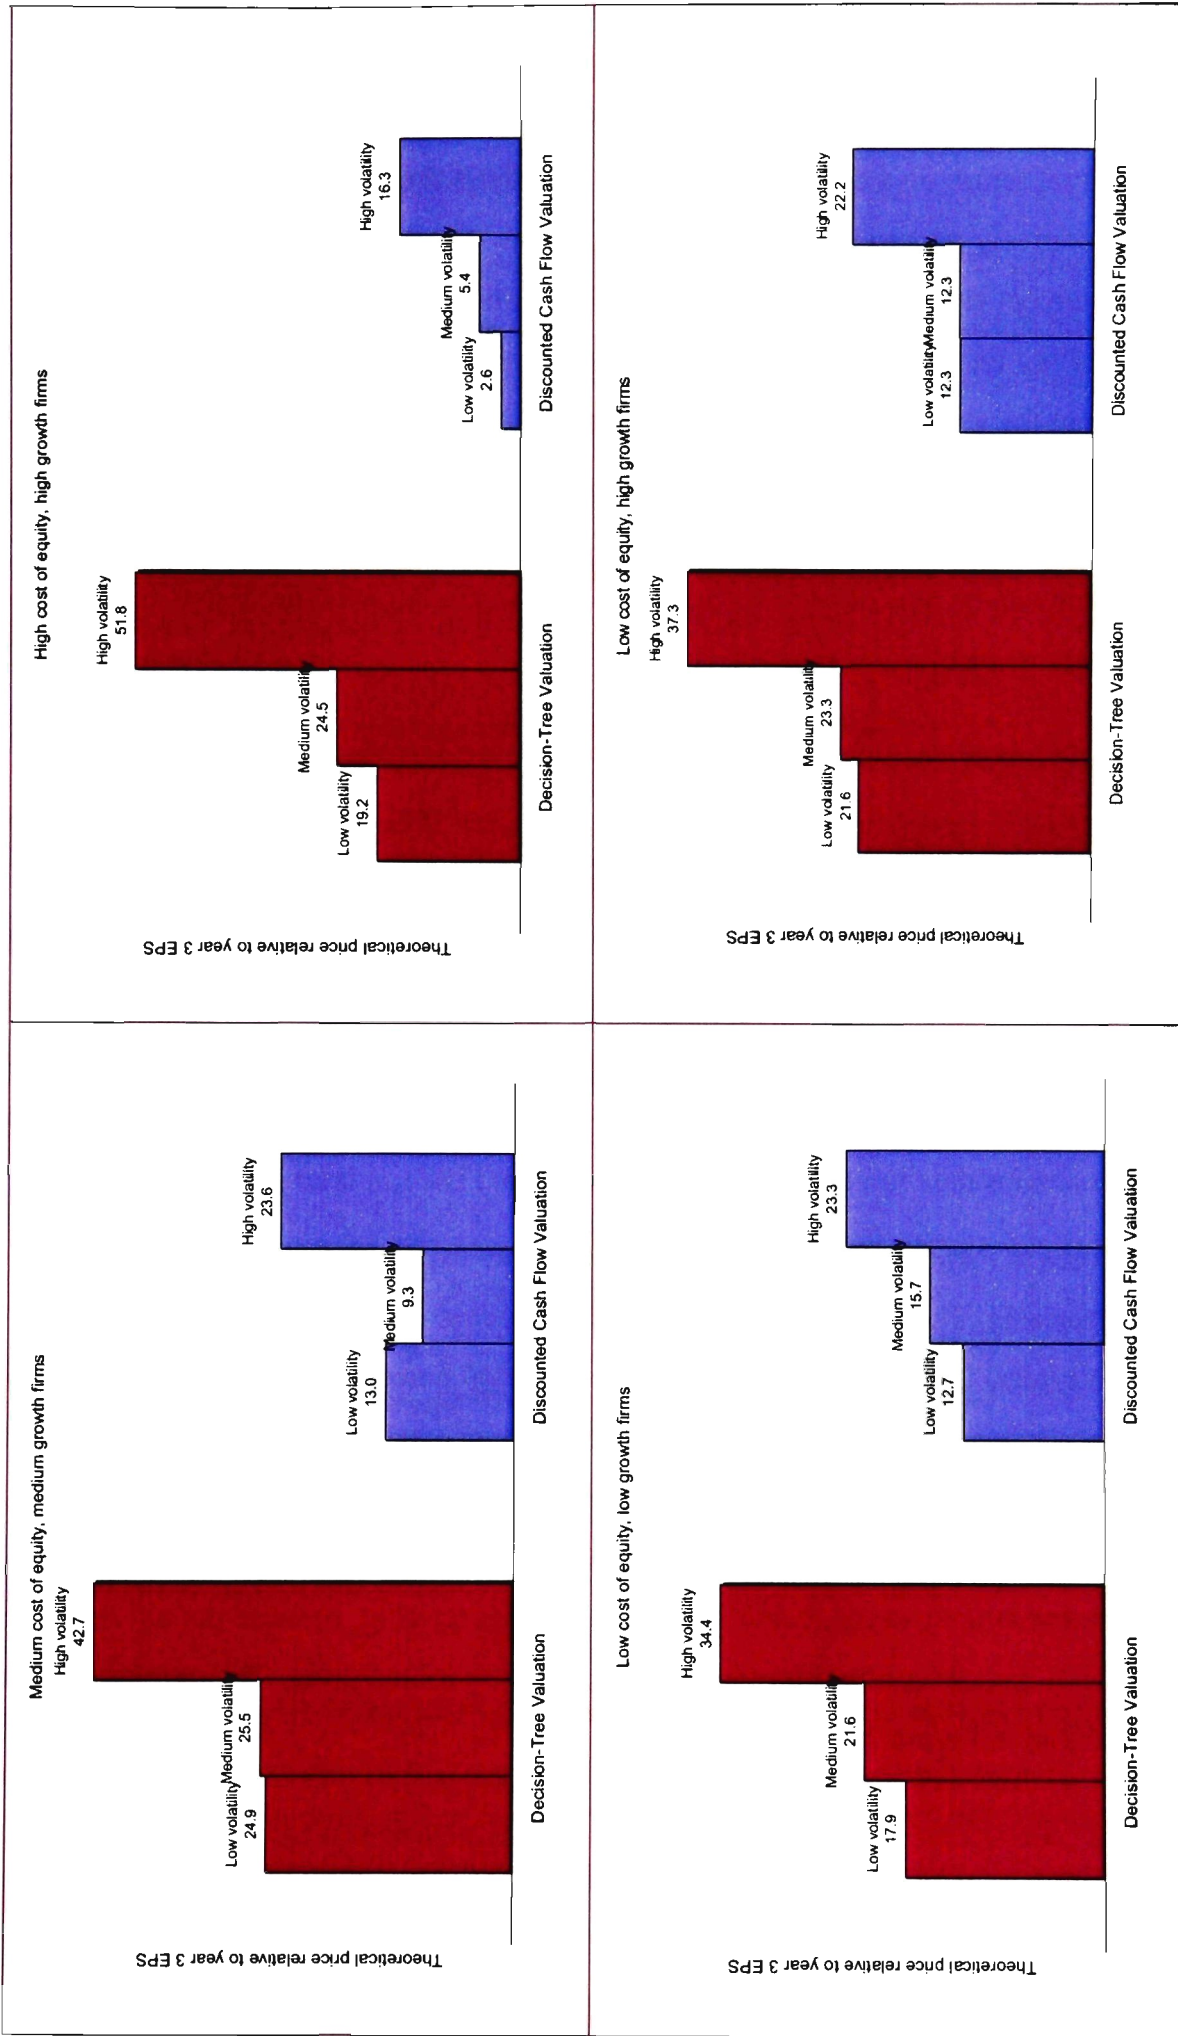 Medium cost of equity, medium growth firms
Theoretical price relative to year 3 EPS
Low volatility
24.9
Medium volatility
25.5
High volatility
42.7
Decision-Tree Valuation
Low volatility
13.0
Medium volatility
9.3
High volatility
23.6
Discounted Cash Flow Valuation
High cost of equity, high growth firms
Theoretical price relative to year 3 EPS
Low volatility
19.2
Medium volatility
24.5
High volatility
51.8
Decision-Tree Valuation
Low volatility
2.6
Medium volatility
5.4
High volatility
16.3
Discounted Cash Flow Valuation
Low cost of equity, low growth firms
Theoretical price relative to year 3 EPS
Low volatility
17.9
Medium volatility
21.6
High volatility
34.4
Decision-Tree Valuation
Low volatility
12.7
Medium volatility
15.7
High volatility
23.3
Discounted Cash Flow Valuation
Low cost of equity, high growth firms
Theoretical price relative to year 3 EPS
Low volatility
21.6
Medium volatility
23.3
High volatility
37.3
Decision-Tree Valuation
Low volatility
12.3
Medium volatility
12.3
High volatility
22.2
Discounted Cash Flow Valuation